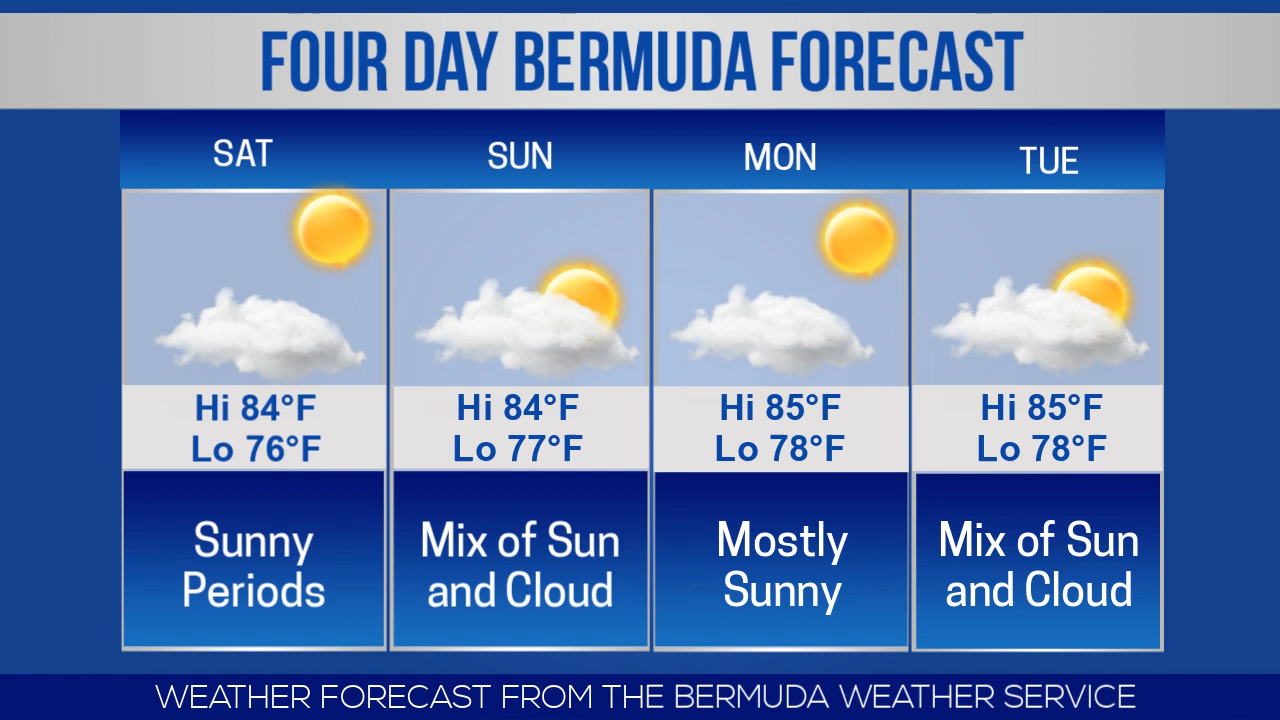 FOUR DAY BERMUDA FORECAST
SAT
SUN
MON
TUE
Hi 84°F
Lo 76°F
Hi 84°F
Lo 77°F
Hi 85°F
Lo 78°F
Hi 85°F
Lo 78°F
Sunny
Periods
Mix of Sun
and Cloud
Mostly
Sunny
Mix of Sun
and Cloud
WEATHER FORECAST FROM THE BERMUDA WEATHER SERVICE